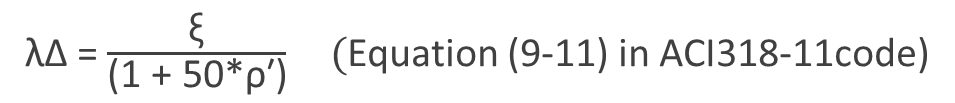 λΔ = ξ / (1 + 50*ρ′) (Equation (9-11) in ACI318-11code)